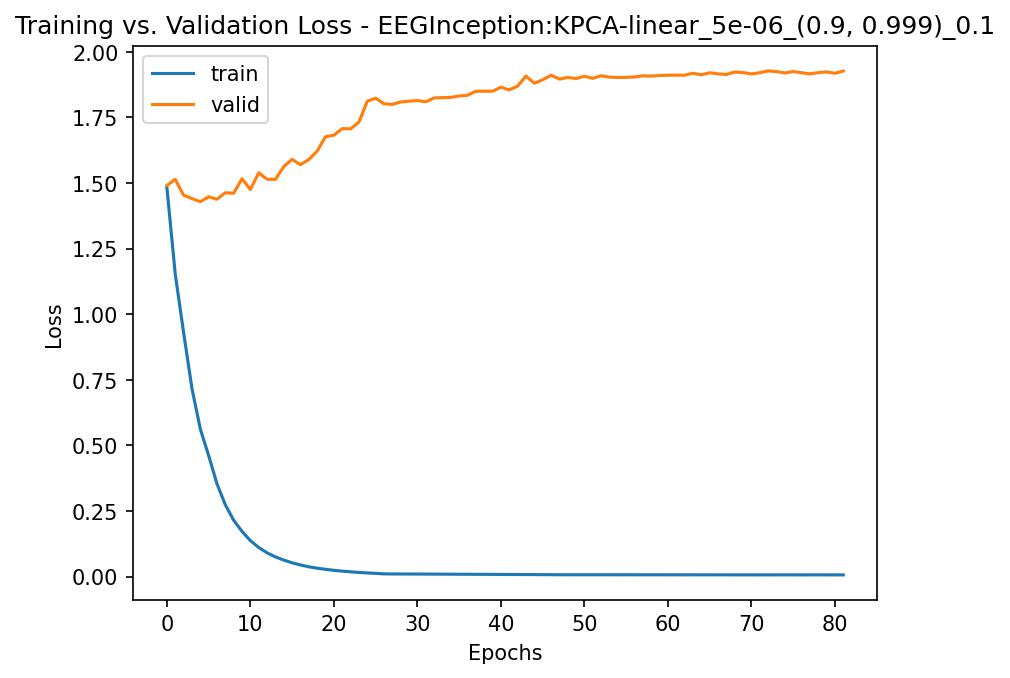 Training vs. Validation Loss - EEGInception:KPCA-linear_5e-06_(0.9, 0.999)_0.1
train
valid
2.00
1.75
1.50
1.25
1.00
0.75
0.50
0.25
0.00
Loss
0 10 20 30 40 50 60 70 80
Epochs